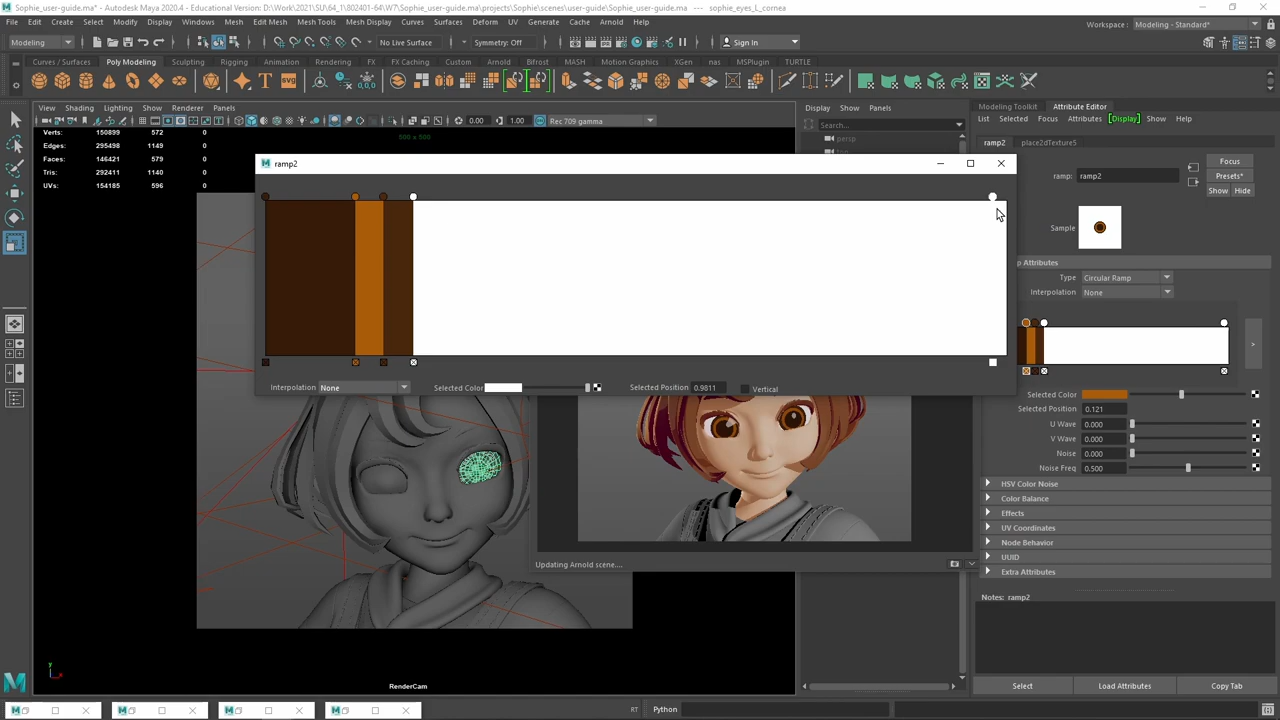 Sophie_user-guide.ma* - Autodesk Maya 2020.4 - Educational Version: D:\Work\2021\SU\64_1\802401-64\W7\Sophie_user-guide.ma\projects\Sophie\scenes\user-guide\Sophie_user-guide.ma --- sophie_eyes_L_cornea
File Edit Create Select Modify Display Windows Mesh Edit Mesh Mesh Tools Mesh Display Curves Surfaces Deform UV Generate Cache Arnold Help
Workspace : Modeling - Standard*
Modeling No Live Surface Symmetry: Off Sign In
Curves / Surfaces Poly Modeling Sculpting Rigging Animation Rendering FX FX Caching Custom Arnold Bifrost MASH Motion Graphics XGen nas MSPlugin TURTLE
View Shading Lighting Show Renderer Panels
Display Show Panels
Modeling Toolkit Attribute Editor
List Selected Focus Attributes Display Show Help
0.00 1.00 Rec 709 gamma
Search...
Verts: 150899 572 0
Edges: 295498 1149 0
Faces: 146421 579 0
Tris: 292411 1140 0
UVs: 154185 596 0
500 x 500
persp
ramp2 place2dTexture5
ramp2
ramp: ramp2
Focus
Presets*
Show Hide
Sample
p Attributes
Type Circular Ramp
Interpolation None
>
Interpolation None Selected Color Selected Position 0.9811 Vertical
Selected Color
Selected Position 0.121
U Wave 0.000
V Wave 0.000
Noise 0.000
Noise Freq 0.500
HSV Color Noise
Color Balance
Effects
UV Coordinates
Node Behavior
UUID
Extra Attributes
Updating Arnold scene....
Notes: ramp2
RenderCam
y
x
Select Load Attributes Copy Tab
RT Python